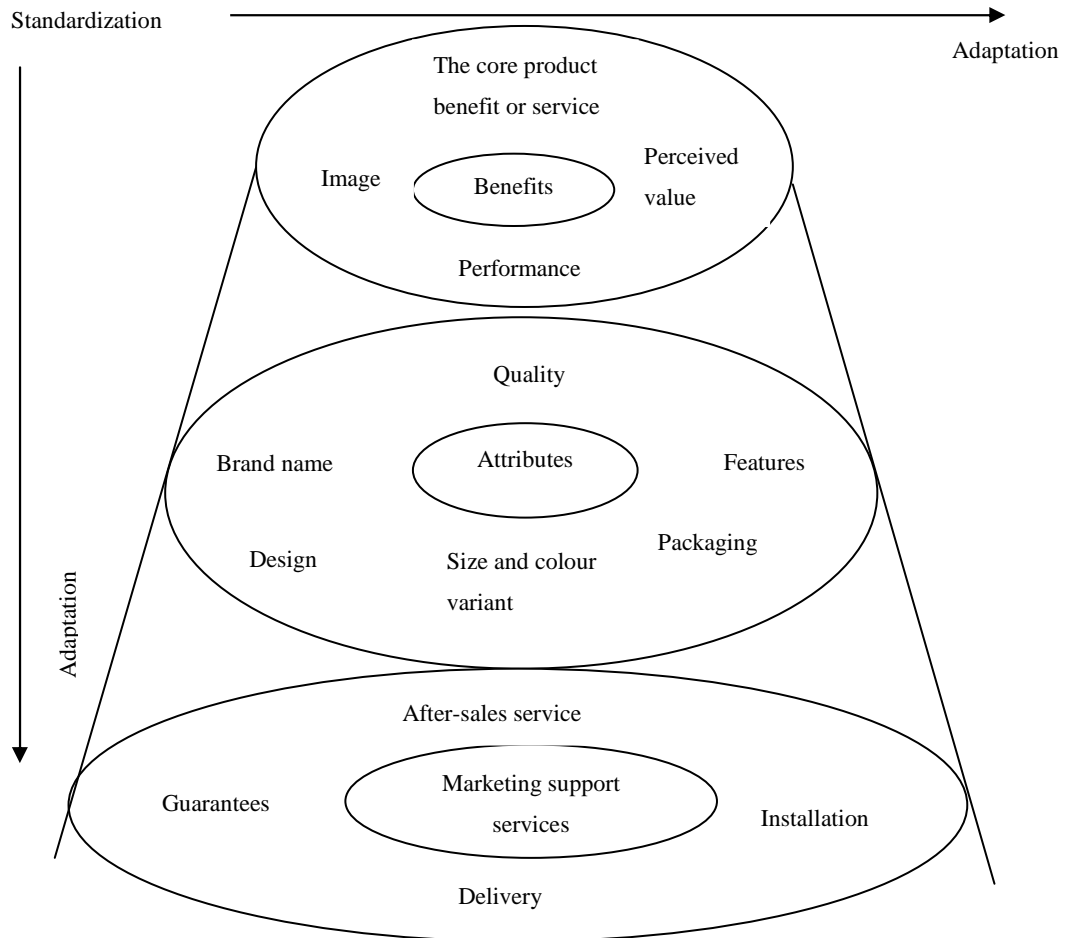 Standardization
Adaptation
The core product
benefit or service
Image
Benefits
Perceived
value
Performance
Quality
Brand name
Attributes
Features
Design
Size and colour
variant
Packaging
Adaptation
After-sales service
Guarantees
Marketing support
services
Installation
Delivery